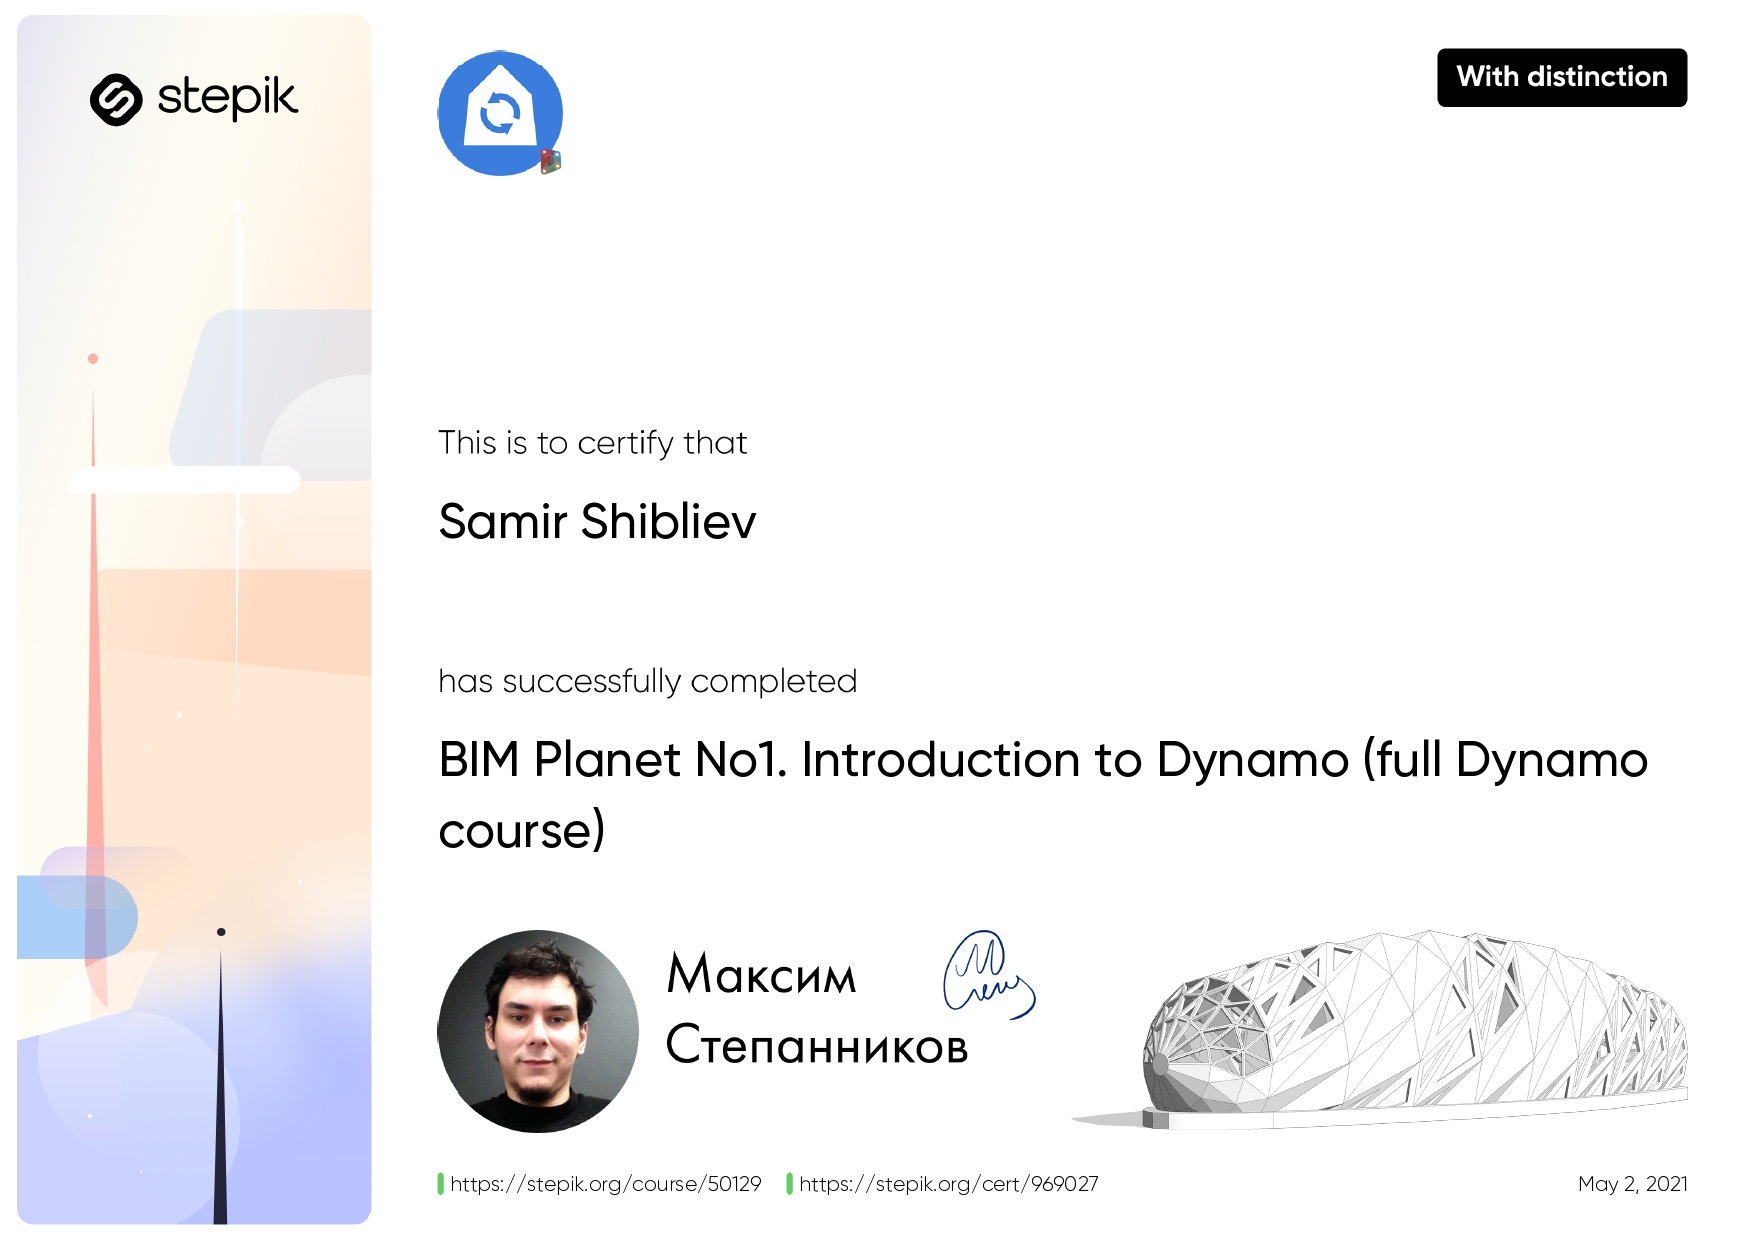 stepik
With distinction
This is to certify that
Samir Shibliev
has successfully completed
BIM Planet No1. Introduction to Dynamo (full Dynamo
course)
Максим
Степанников
https://stepik.org/course/50129
https://stepik.org/cert/969027
May 2, 2021